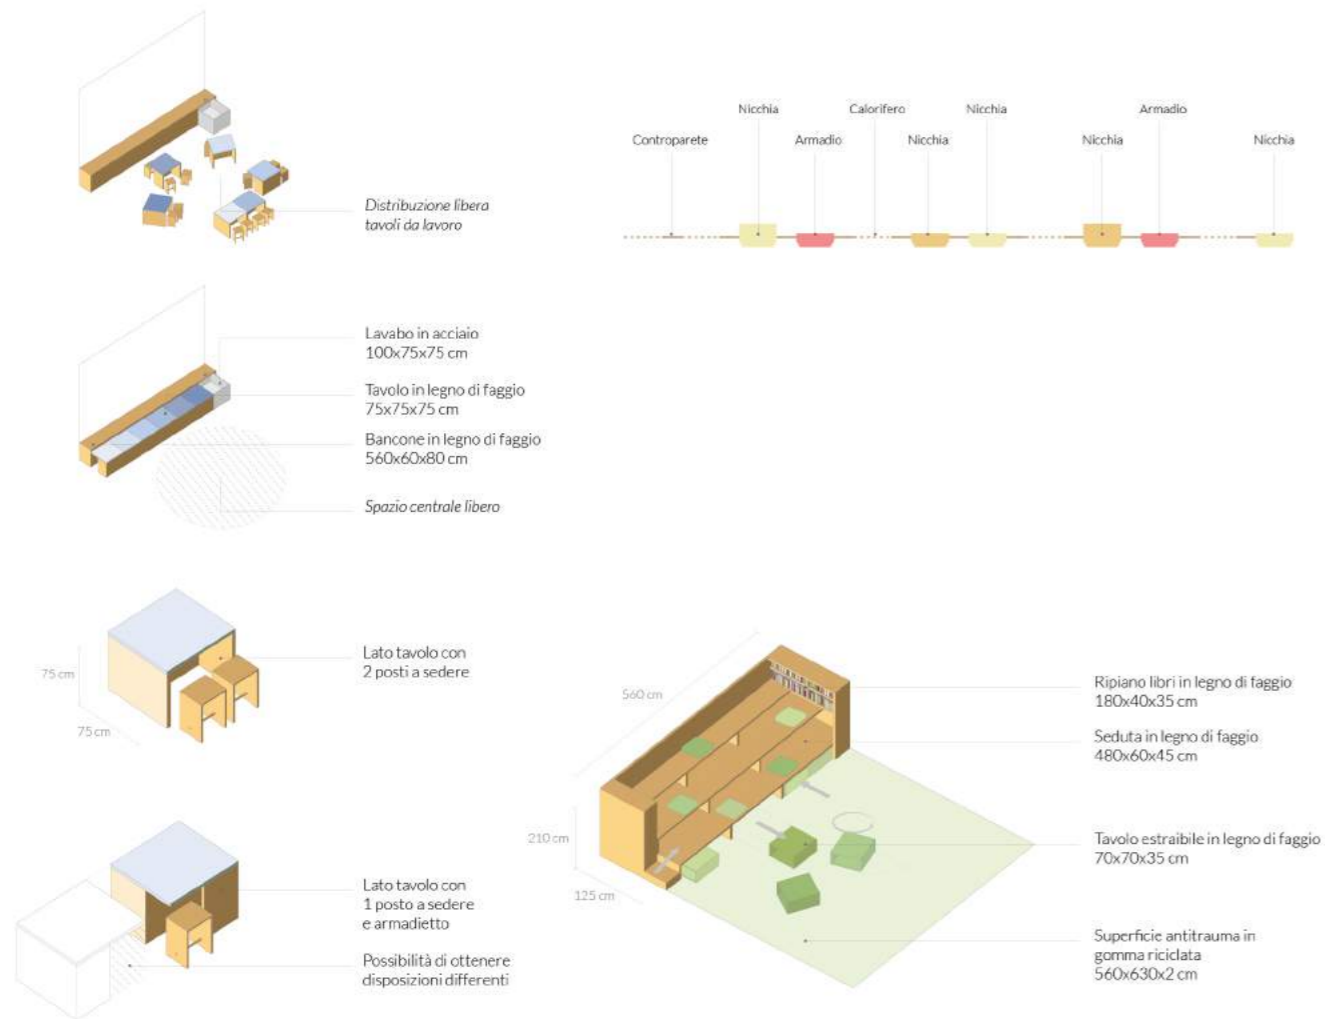 Distribuzione libera
tavoli da lavoro
Nicchia
Calorifero
Nicchia
Armadio
Controparete
Armadio
Nicchia
Nicchia
Nicchia
Lavabo in acciaio
100x75x75 cm
Tavolo in legno di faggio
75x75x75 cm
Bancone in legno di faggio
560x60x80 cm
Spazio centrale libero
75 cm
75 cm
Lato tavolo con
2 posti a sedere
Lato tavolo con
1 posto a sedere
e armadietto
Possibilità di ottenere
disposizioni differenti
560 cm
210 cm
125 cm
Ripiano libri in legno di faggio
180x40x35 cm
Seduta in legno di faggio
480x60x45 cm
Tavolo estraibile in legno di faggio
70x70x35 cm
Superficie antitrauma in
gomma riciclata
560x630x2 cm